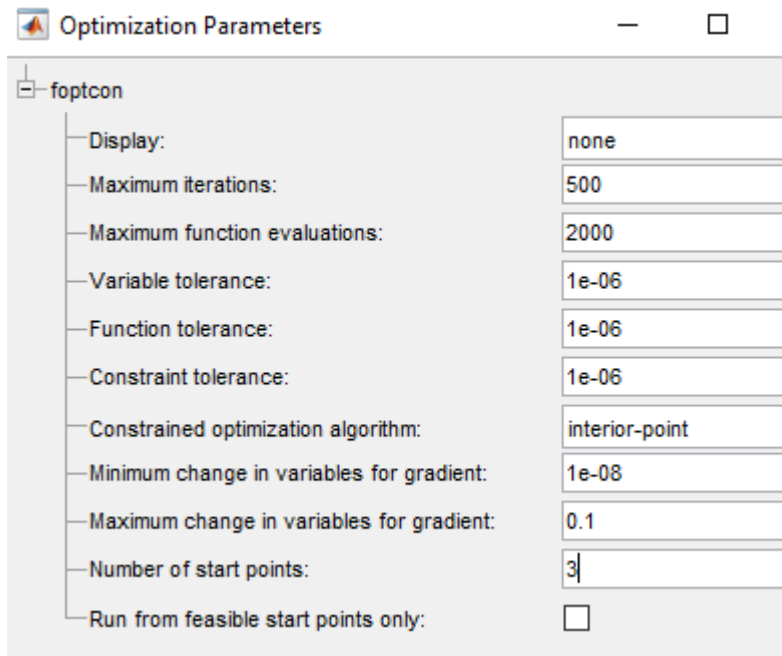 Optimization Parameters
foptcon
Display: none
Maximum iterations: 500
Maximum function evaluations: 2000
Variable tolerance: 1e-06
Function tolerance: 1e-06
Constraint tolerance: 1e-06
Constrained optimization algorithm: interior-point
Minimum change in variables for gradient: 1e-08
Maximum change in variables for gradient: 0.1
Number of start points: 3
Run from feasible start points only: